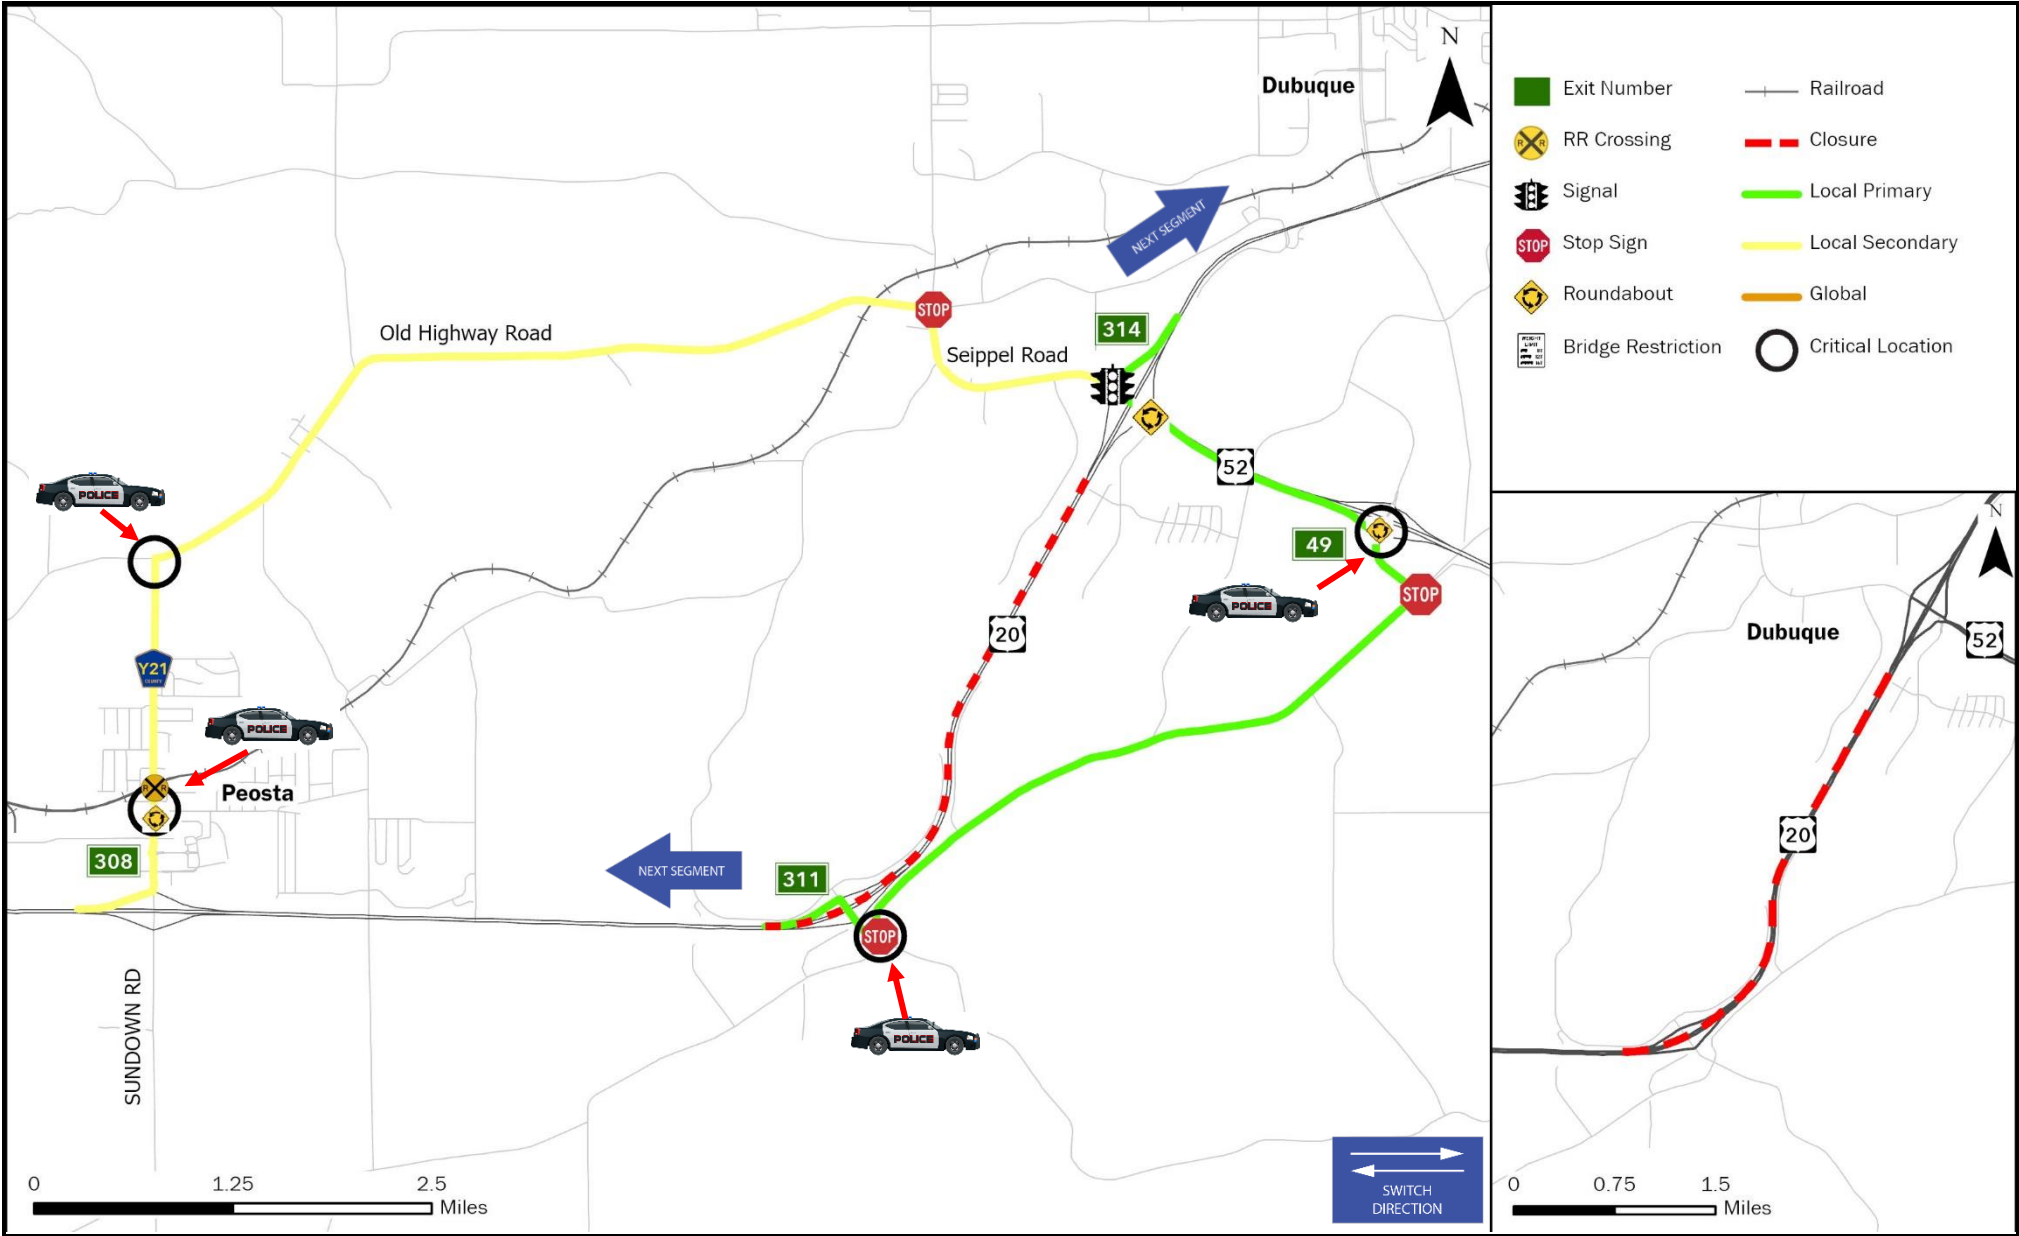 N
Dubuque
NEXT SEGMENT
STOP
314
Old Highway Road
Seippel Road
52
POLICE
49
POLICE
STOP
20
Y21
POLICE
R R
Peosta
308
NEXT SEGMENT
311
STOP
SUNDOWN RD
POLICE
0 1.25 2.5
Miles
SWITCH
DIRECTION
Exit Number
Railroad
R R
RR Crossing
Closure
Signal
Local Primary
STOP
Stop Sign
Local Secondary
Roundabout
Global
Bridge Restriction
Critical Location
N
Dubuque
52
20
0 0.75 1.5
Miles